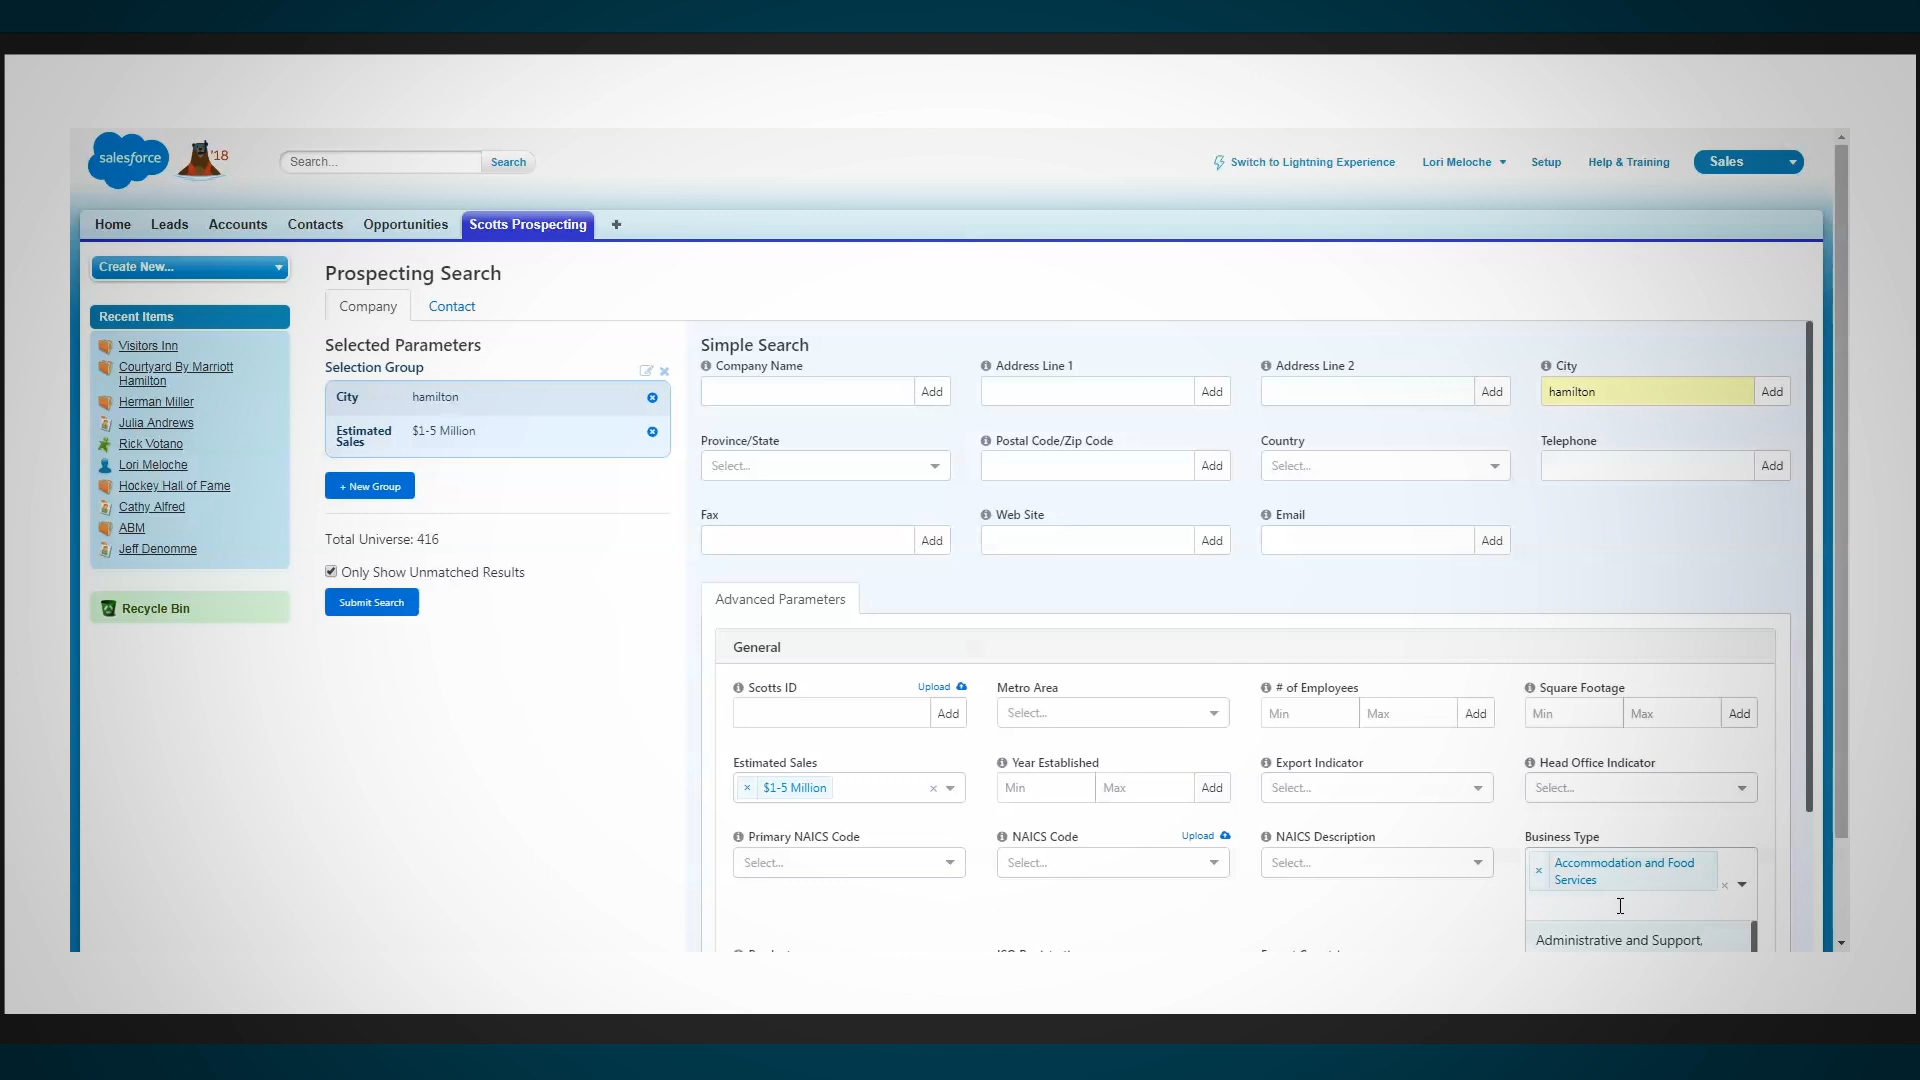 salesforce
'18
Search...
Search
Switch to Lightning Experience
Lori Meloche
Setup
Help & Training
Sales
Home
Leads
Accounts
Contacts
Opportunities
Scotts Prospecting
+
Create New...
Recent Items
Visitors Inn
Courtyard By Marriott
Hamilton
Herman Miller
Julia Andrews
Rick Votano
Lori Meloche
Hockey Hall of Fame
Cathy Alfred
ABM
Jeff Denomme
Recycle Bin
Prospecting Search
Company
Contact
Selected Parameters
Selection Group
City
hamilton
Estimated
Sales
$1-5 Million
+ New Group
Total Universe: 416
Only Show Unmatched Results
Submit Search
Simple Search
Company Name
Address Line 1
Address Line 2
City
Add
Add
Add
hamilton
Add
Province/State
Postal Code/Zip Code
Country
Telephone
Select...
Add
Select...
Add
Fax
Web Site
Email
Add
Add
Add
Advanced Parameters
General
Scotts ID
Upload
Metro Area
# of Employees
Square Footage
Add
Select...
Min
Max
Add
Min
Max
Add
Estimated Sales
Year Established
Export Indicator
Head Office Indicator
× $1-5 Million
×
Min
Max
Add
Select...
Select...
Primary NAICS Code
NAICS Code
Upload
NAICS Description
Business Type
Select...
Select...
Select...
× Accommodation and Food
Services
×
Administrative and Support,